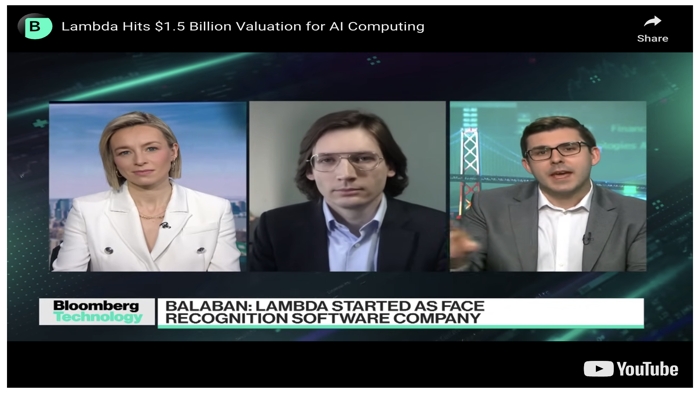 B
Lambda Hits $1.5 Billion Valuation for AI Computing
Share
Bloomberg
Technology
BALABAN: LAMBDA STARTED AS FACE
RECOGNITION SOFTWARE COMPANY
YouTube